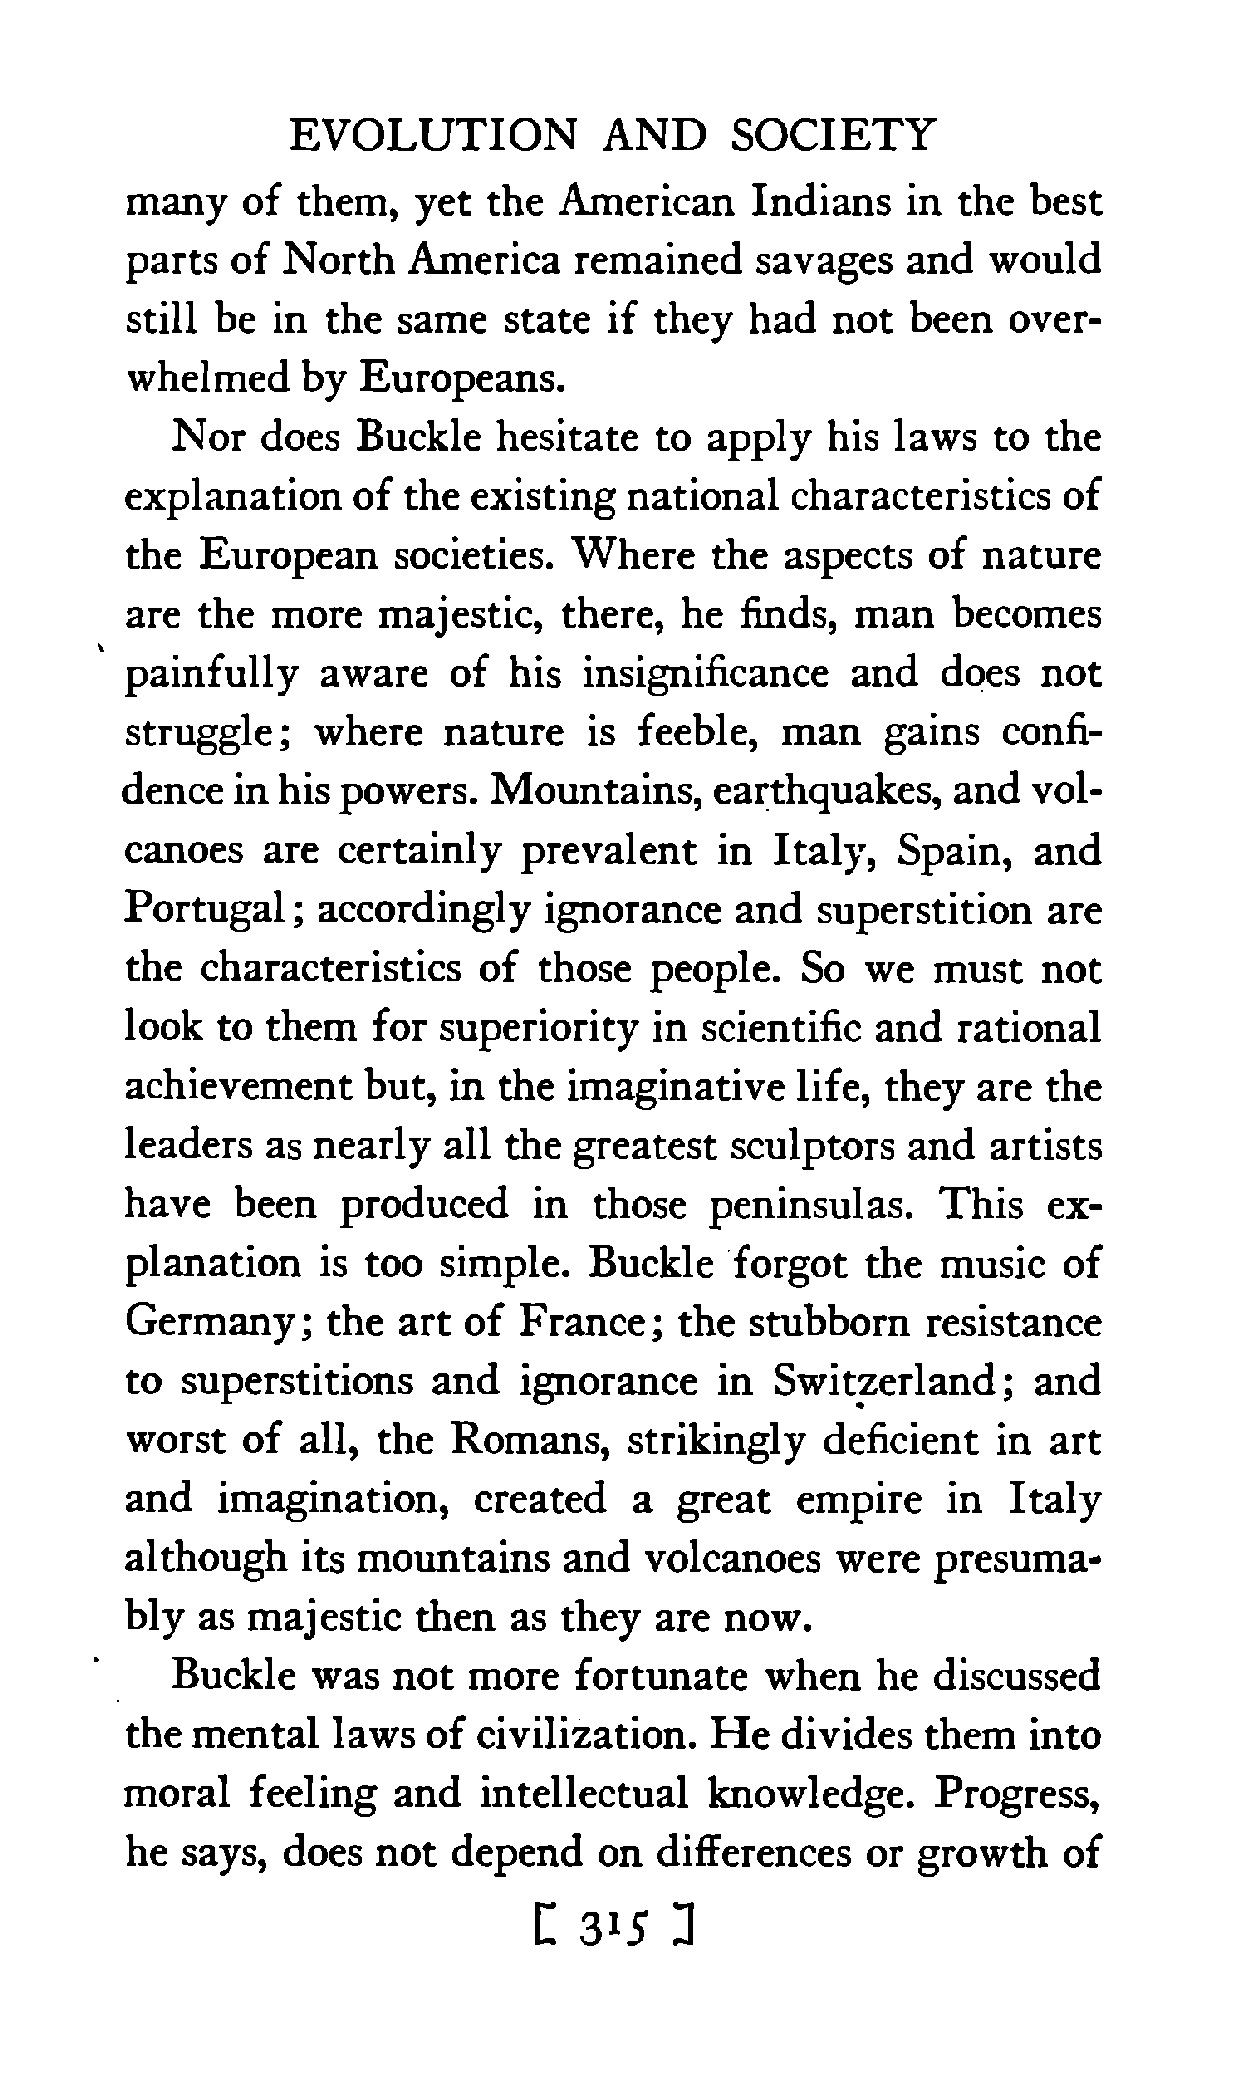 EVOLUTION AND SOCIETY
many of them, yet the American Indians in the best
parts of North America remained savages and would
still be in the same state if they had not been over-
whelmed by Europeans.
Nor does Buckle hesitate to apply his laws to the
explanation of the existing national characteristics of
the European societies. Where the aspects of nature
are the more majestic, there, he finds, man becomes
painfully aware of his insignificance and does not
struggle; where nature is feeble, man gains confi-
dence in his powers. Mountains, earthquakes, and vol-
canoes are certainly prevalent in Italy, Spain, and
Portugal; accordingly ignorance and superstition are
the characteristics of those people. So we must not
look to them for superiority in scientific and rational
achievement but, in the imaginative life, they are the
leaders as nearly all the greatest sculptors and artists
have been produced in those peninsulas. This ex-
planation is too simple. Buckle forgot the music of
Germany; the art of France; the stubborn resistance
to superstitions and ignorance in Switzerland; and
worst of all, the Romans, strikingly deficient in art
and imagination, created a great empire in Italy
although its mountains and volcanoes were presuma-
bly as majestic then as they are now.
Buckle was not more fortunate when he discussed
the mental laws of civilization. He divides them into
moral feeling and intellectual knowledge. Progress,
he says, does not depend on differences or growth of
[ 315 ]